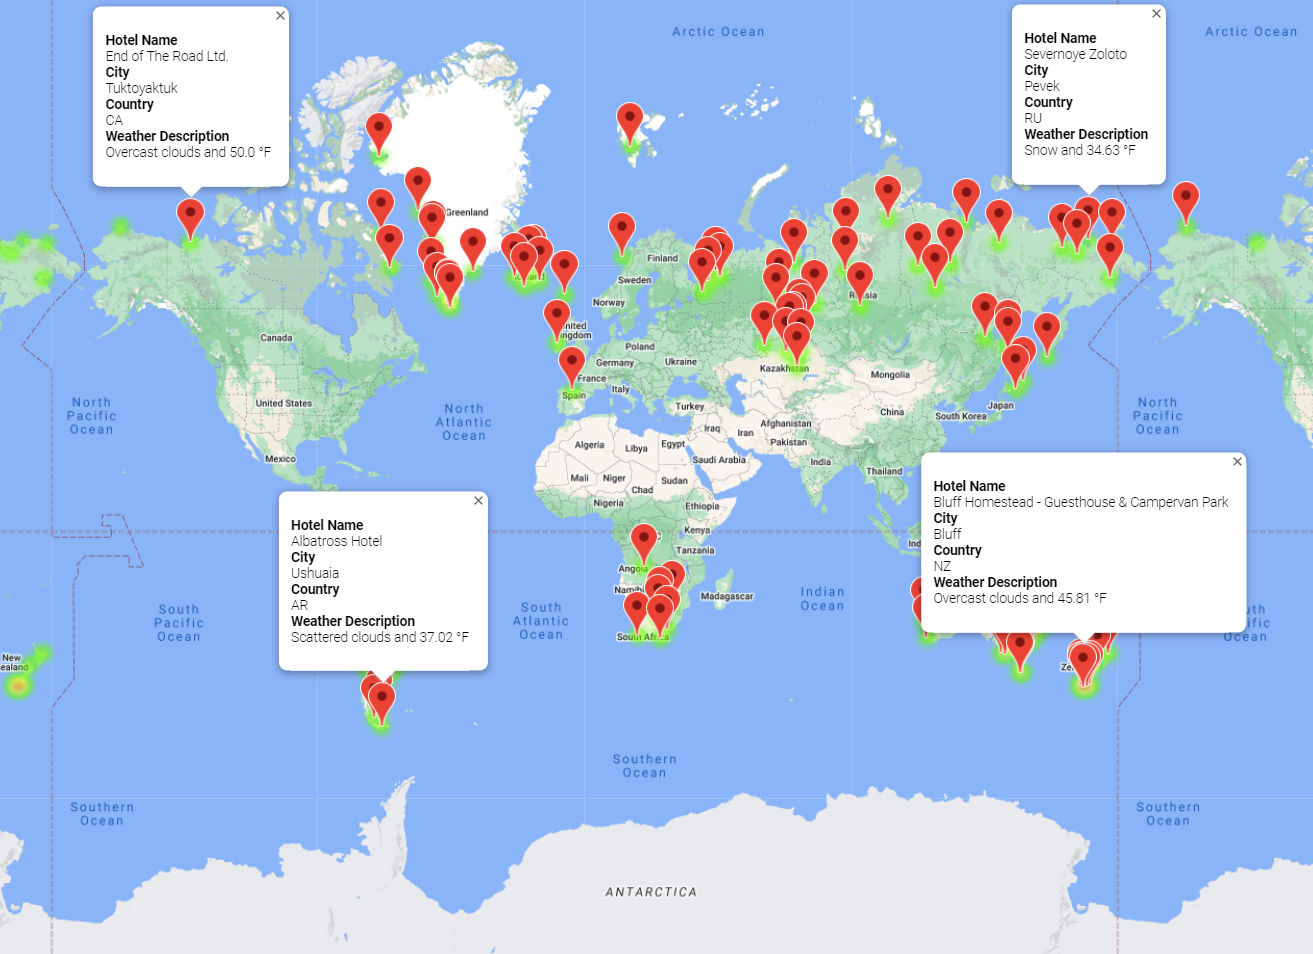 Arctic Ocean
Arctic Ocean
×
Hotel Name
End of The Road Ltd.
City
Tuktoyaktuk
Country
CA
Weather Description
Overcast clouds and 50.0 °F
×
Hotel Name
Severnoye Zoloto
City
Pevek
Country
RU
Weather Description
Snow and 34.63 °F
Greenland
Finland
Sweden
Norway
Russia
Canada
United
Kingdom
Poland
Germany
Ukraine
Kazakhstan
France
Mongolia
Italy
Spain
United States
Turkey
China
Japan
South Korea
North
Pacific
Ocean
North
Atlantic
Ocean
North
Pacific
Ocean
Afghanistan
Iraq
Iran
Pakistan
Algeria
Libya
Egypt
Mexico
Saudi Arabia
India
Thailand
Mali
Niger
Sudan
Chad
Nigeria
Ethiopia
Kenya
Tanzania
Angola
Namibia
Madagascar
South Africa
Ind
×
Hotel Name
Bluff Homestead - Guesthouse & Campervan Park
City
Bluff
Country
NZ
Weather Description
Overcast clouds and 45.81 °F
×
Hotel Name
Albatross Hotel
City
Ushuaia
Country
AR
Weather Description
Scattered clouds and 37.02 °F
South
Pacific
Ocean
South
Atlantic
Ocean
Indian
Ocean
uth
ific
Ocean
New
ealand
Ze
Southern
Ocean
Southern
Ocean
Southern
Ocean
ANTARCTICA